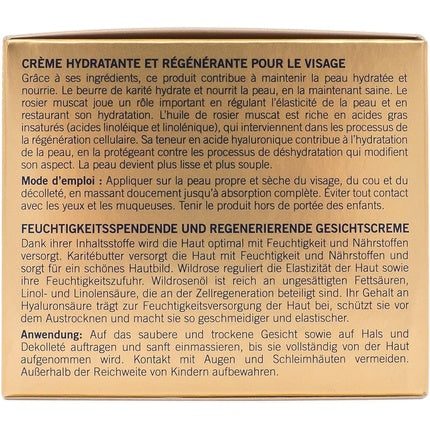 CRÈME HYDRATANTE ET RÉGÉNÉRANTE POUR LE VISAGE
Grâce à ses ingrédients, ce produit contribue à maintenir la peau hydratée et
nourrie. Le beurre de karité hydrate et nourrit la peau, en la maintenant saine. Le
rosier muscat joue un rôle important en régulant l'élasticité de la peau et en
restaurant son hydratation. L'huile de rosier muscat est riche en acides gras
insaturés (acides linoléique et linolénique), qui interviennent dans les processus de
la régénération cellulaire. Sa teneur en acide hyaluronique contribue à l'hydratation
de la peau, en la protégeant contre les processus de déshydratation qui modifient
son aspect. La peau devient plus lisse et plus souple.
Mode d'emploi : Appliquer sur la peau propre et sèche du visage, du cou et du
décolleté, en massant doucement jusqu'à absorption complète. Éviter tout contact
avec les yeux et les muqueuses. Tenir le produit hors de portée des enfants.
FEUCHTIGKEITSSPENDENDE UND REGENERIERENDE GESICHTSCREME
Dank ihrer Inhaltsstoffe wird die Haut optimal mit Feuchtigkeit und Nährstoffen
versorgt. Karitébutter versorgt die Haut mit Feuchtigkeit und Nährstoffen und
sorgt für ein schönes Hautbild. Wildrose reguliert die Elastizität der Haut sowie
ihre Feuchtigkeitszufuhr. Wildrosenöl ist reich an ungesättigten Fettsäuren,
Linol- und Linolensäure, die an der Zellregeneration beteiligt sind. Ihr Gehalt an
Hyaluronsäure trägt zur Feuchtigkeitsversorgung der Haut bei, schützt sie vor
dem Austrocknen und macht sie so geschmeidiger und elastisch.
Anwendung: Auf das saubere und trockene Gesicht sowie auf Hals und
Dekolleté auftragen und sanft einmassieren, bis sie vollständig von der Haut
aufgenommen wird. Kontakt mit Augen und Schleimhäuten vermeiden.
Außerhalb der Reichweite von Kindern aufbewahren.